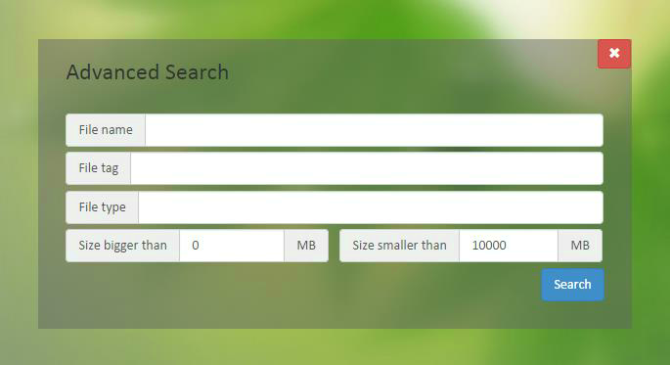 Advanced Search
File name
File tag
File type
Size bigger than 0 MB Size smaller than 10000 MB
Search